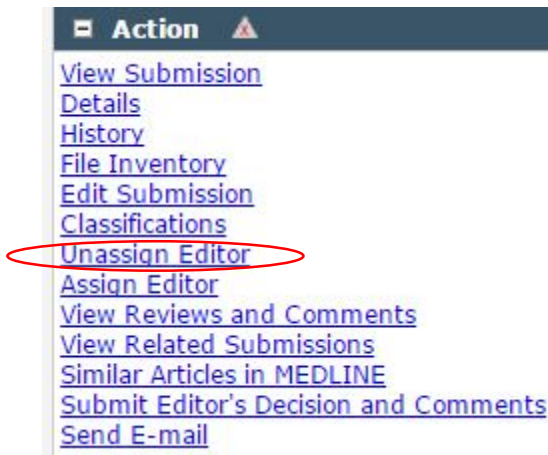 Action
View Submission
Details
History
File Inventory
Edit Submission
Classifications
Unassign Editor
Assign Editor
View Reviews and Comments
View Related Submissions
Similar Articles in MEDLINE
Submit Editor's Decision and Comments
Send E-mail